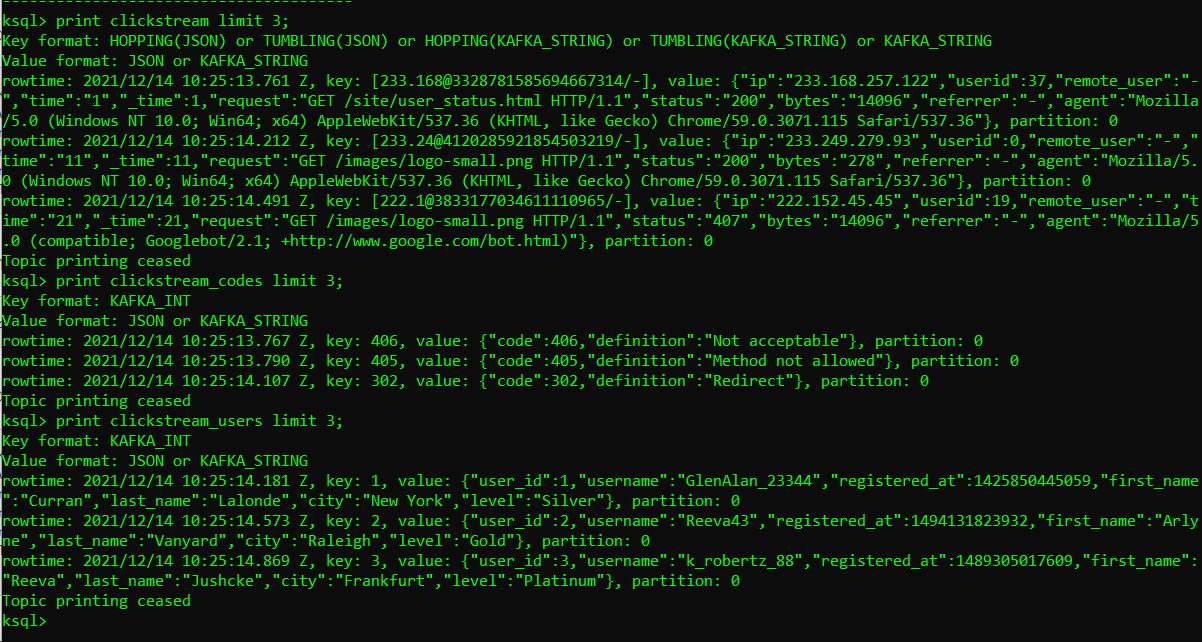 ksql> print clickstream limit 3;
Key format: HOPPING(JSON) or TUMBLING(JSON) or HOPPING(KAFKA_STRING) or TUMBLING(KAFKA_STRING) or KAFKA_STRING
Value format: JSON or KAFKA_STRING
rowtime: 2021/12/14 10:25:13.761 Z, key: [233.168@3328781585694667314/-], value: {"ip":"233.168.257.122","userid":37,"remote_user":"-
","time":"1","_time":1,"request":"GET /site/user_status.html HTTP/1.1","status":"200","bytes":"14096","referrer":"-","agent":"Mozilla
/5.0 (Windows NT 10.0; Win64; x64) AppleWebKit/537.36 (KHTML, like Gecko) Chrome/59.0.3071.115 Safari/537.36"}, partition: 0
rowtime: 2021/12/14 10:25:14.212 Z, key: [233.24@4120285921854503219/-], value: {"ip":"233.249.279.93","userid":0,"remote_user":"-","
time":"11","_time":11,"request":"GET /images/logo-small.png HTTP/1.1","status":"200","bytes":"278","referrer":"-","agent":"Mozilla/5.
0 (Windows NT 10.0; Win64; x64) AppleWebKit/537.36 (KHTML, like Gecko) Chrome/59.0.3071.115 Safari/537.36"}, partition: 0
rowtime: 2021/12/14 10:25:14.491 Z, key: [222.1@3833177034611110965/-], value: {"ip":"222.152.45.45","userid":19,"remote_user":"-","t
ime":"21","_time":21,"request":"GET /images/logo-small.png HTTP/1.1","status":"407","bytes":"14096","referrer":"-","agent":"Mozilla/5
.0 (compatible; Googlebot/2.1; +http://www.google.com/bot.html)"}, partition: 0
Topic printing ceased
ksql> print clickstream_codes limit 3;
Key format: KAFKA_INT
Value format: JSON or KAFKA_STRING
rowtime: 2021/12/14 10:25:13.767 Z, key: 406, value: {"code":406,"definition":"Not acceptable"}, partition: 0
rowtime: 2021/12/14 10:25:13.790 Z, key: 405, value: {"code":405,"definition":"Method not allowed"}, partition: 0
rowtime: 2021/12/14 10:25:14.107 Z, key: 302, value: {"code":302,"definition":"Redirect"}, partition: 0
Topic printing ceased
ksql> print clickstream_users limit 3;
Key format: KAFKA_INT
Value format: JSON or KAFKA_STRING
rowtime: 2021/12/14 10:25:14.181 Z, key: 1, value: {"user_id":1,"username":"GlenAlan_23344","registered_at":1425850445059,"first_name
":"Curran","last_name":"Lalonde","city":"New York","level":"Silver"}, partition: 0
rowtime: 2021/12/14 10:25:14.573 Z, key: 2, value: {"user_id":2,"username":"Reeva43","registered_at":1494131823932,"first_name":"Arly
ne","last_name":"Vanyard","city":"Raleigh","level":"Gold"}, partition: 0
rowtime: 2021/12/14 10:25:14.869 Z, key: 3, value: {"user_id":3,"username":"k_robertz_88","registered_at":1489305017609,"first_name":
"Reeva","last_name":"Jushcke","city":"Frankfurt","level":"Platinum"}, partition: 0
Topic printing ceased
ksql>